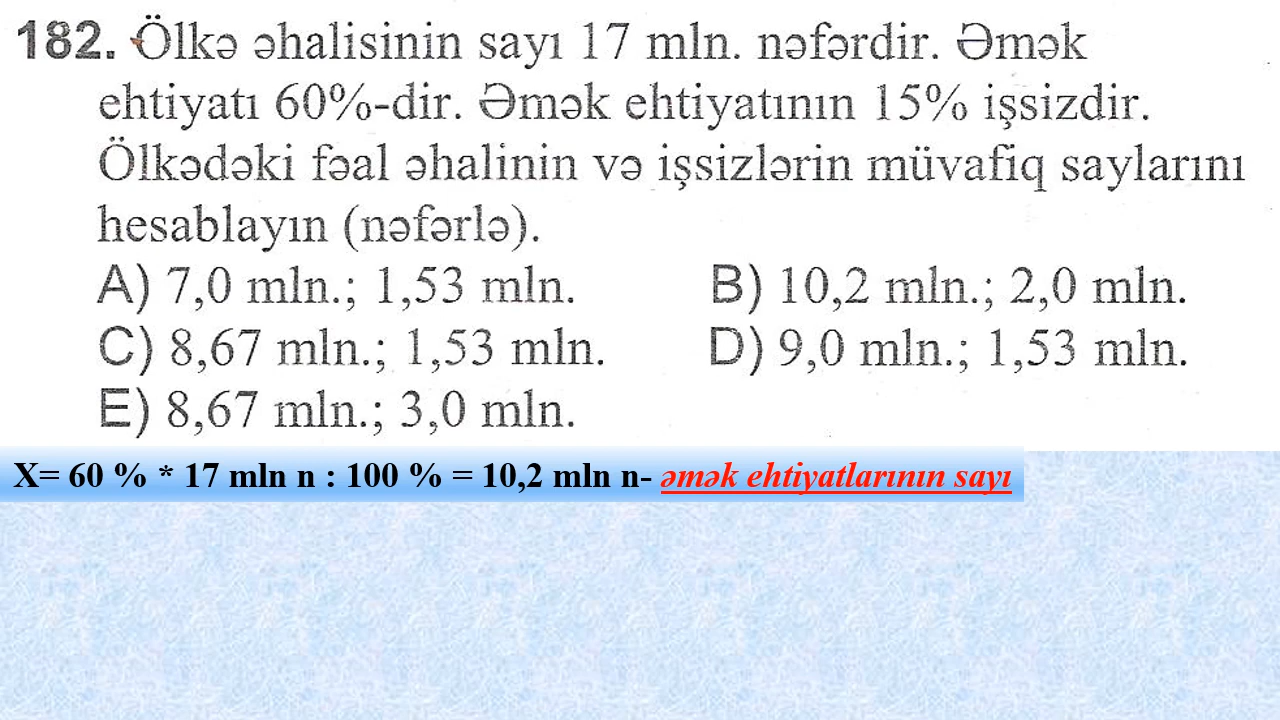 182. Ölkə əhalisinin sayı 17 mln. nəfərdir. Əmək
ehtiyatı 60%-dir. Əmək ehtiyatının 15% işsizdir.
Ölkədəki fəal əhalinin və işsizlərin müvafiq saylarını
hesablayın (nəfərlə).
A) 7,0 mln.; 1,53 mln. B) 10,2 mln.; 2,0 mln.
C) 8,67 mln.; 1,53 mln. D) 9,0 mln.; 1,53 mln.
E) 8,67 mln.; 3,0 mln.
X= 60 % * 17 mln n : 100 % = 10,2 mln n- əmək ehtiyatlarının sayı